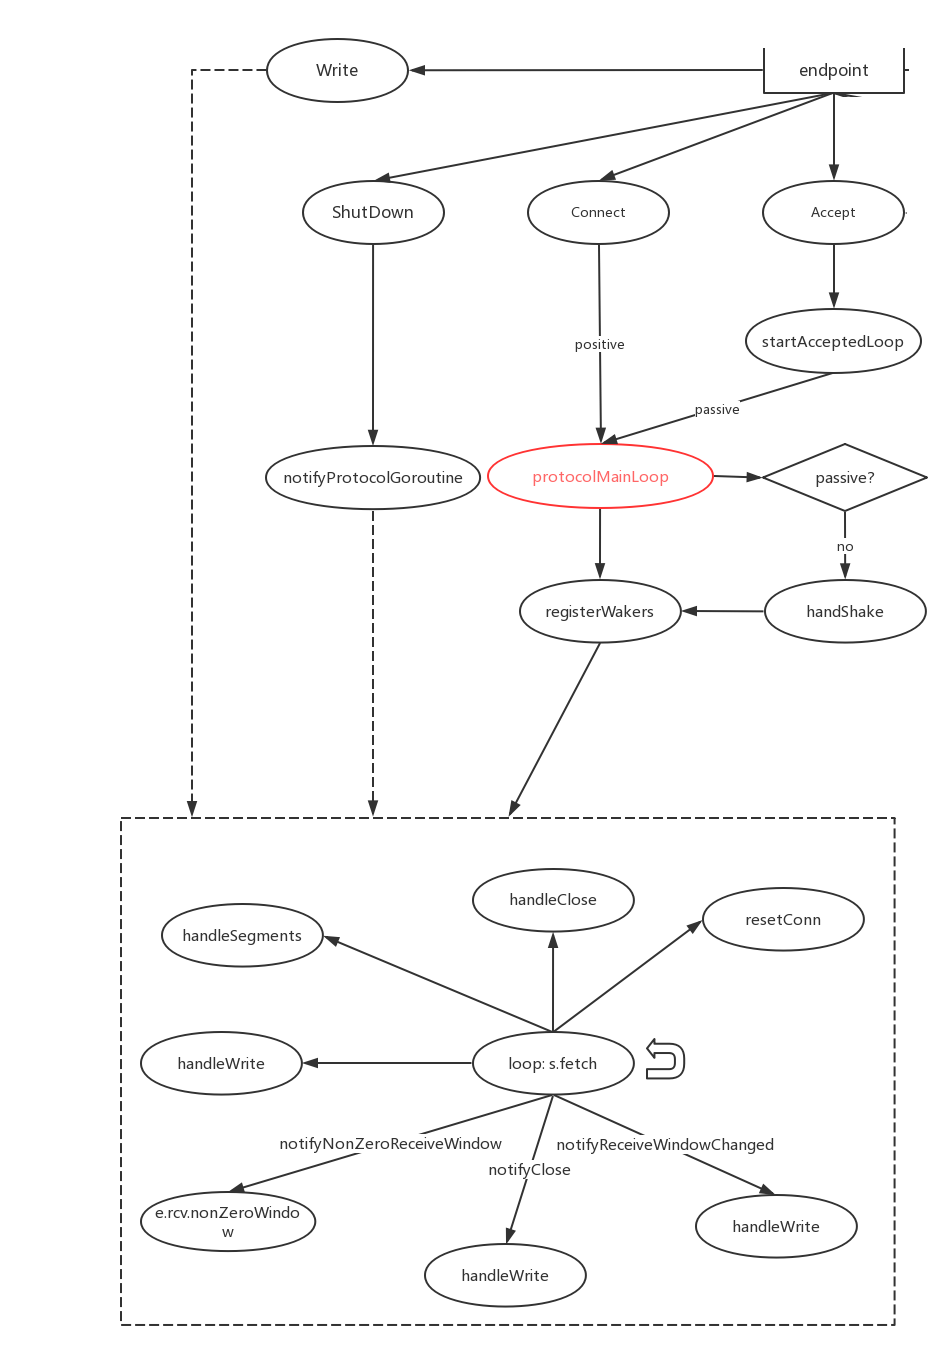 Write
endpoint
ShutDown
Connect
Accept
positive
startAcceptedLoop
passive
notifyProtocolGoroutine
protocolMainLoop
passive?
no
registerWakers
handShake
handleClose
resetConn
handleSegments
handleWrite
loop: s.fetch
notifyNonZeroReceiveWindow
notifyReceiveWindowChanged
notifyClose
e.rcv.nonZeroWindo
w
handleWrite
handleWrite